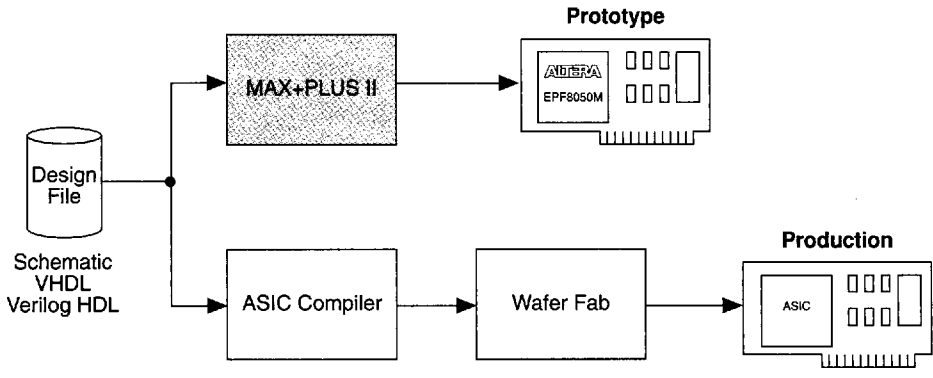 Prototype
MAX+PLUS II
ALTERA
EPF8050M
Design
File
Schematic
VHDL
Verilog HDL
ASIC Compiler
Wafer Fab
Production
ASIC